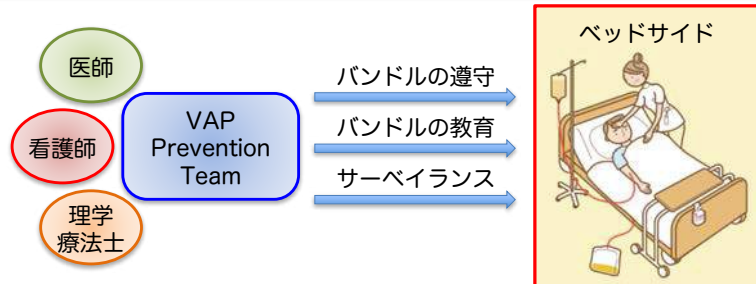 医師
看護師
理学
療法士
VAP
Prevention
Team
バンドルの遵守
バンドルの教育
サーベイランス
ベッドサイド